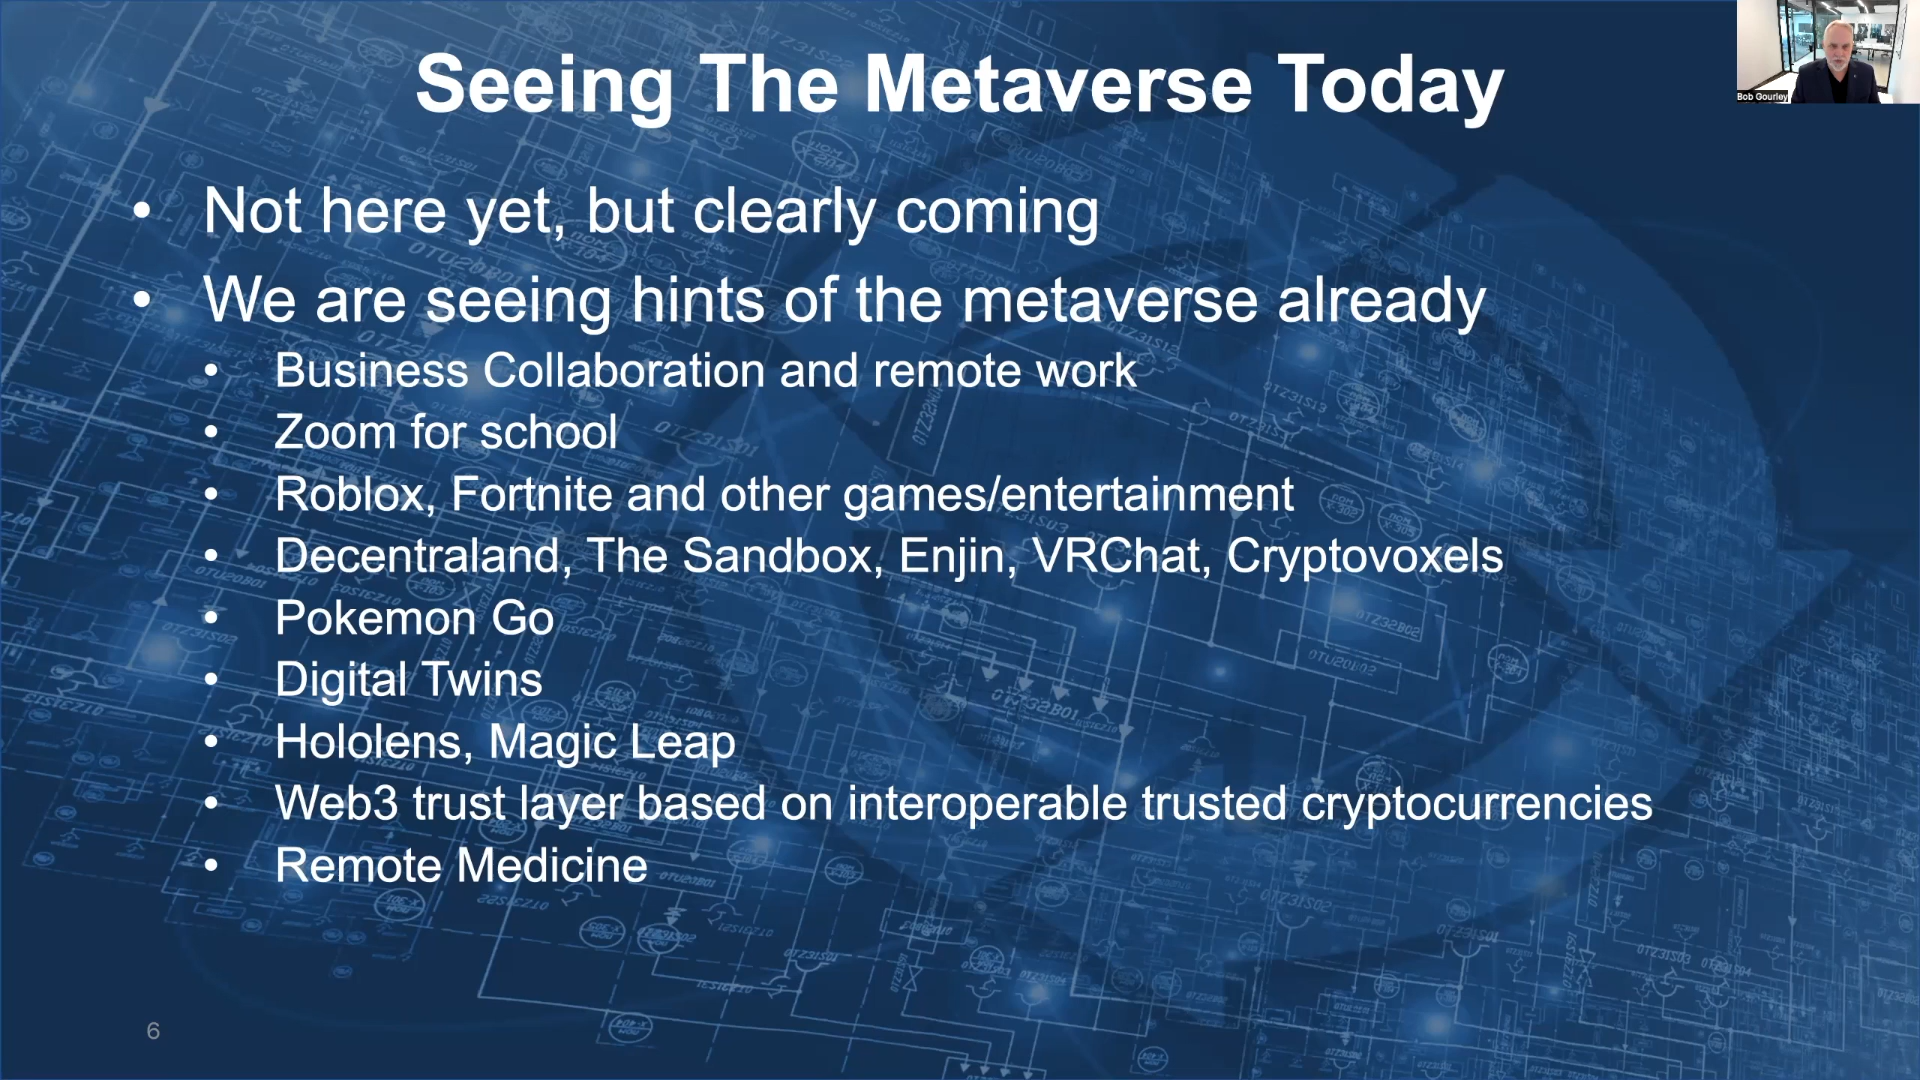 Seeing The Metaverse Today
Bob Gourley
• Not here yet, but clearly coming
• We are seeing hints of the metaverse already
• Business Collaboration and remote work
• Zoom for school
• Roblox, Fortnite and other games/entertainment
• Decentraland, The Sandbox, Enjin, VRChat, Cryptovoxels
• Pokemon Go
• Digital Twins
• Hololens, Magic Leap
• Web3 trust layer based on interoperable trusted cryptocurrencies
• Remote Medicine
6